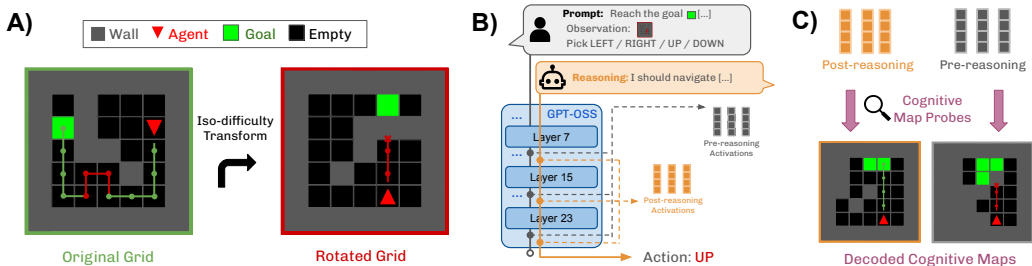 A)
Wall Agent Goal Empty
Iso-difficulty
Transform
Original Grid
Rotated Grid
B)
Prompt: Reach the goal [...]
Observation:
Pick LEFT / RIGHT / UP / DOWN
Reasoning: I should navigate [...]
GPT-OSS
...
Layer 7
...
Layer 15
...
Layer 23
Pre-reasoning
Activations
Post-reasoning
Activations
Action: UP
C)
Post-reasoning
Pre-reasoning
Cognitive
Map Probes
Decoded Cognitive Maps